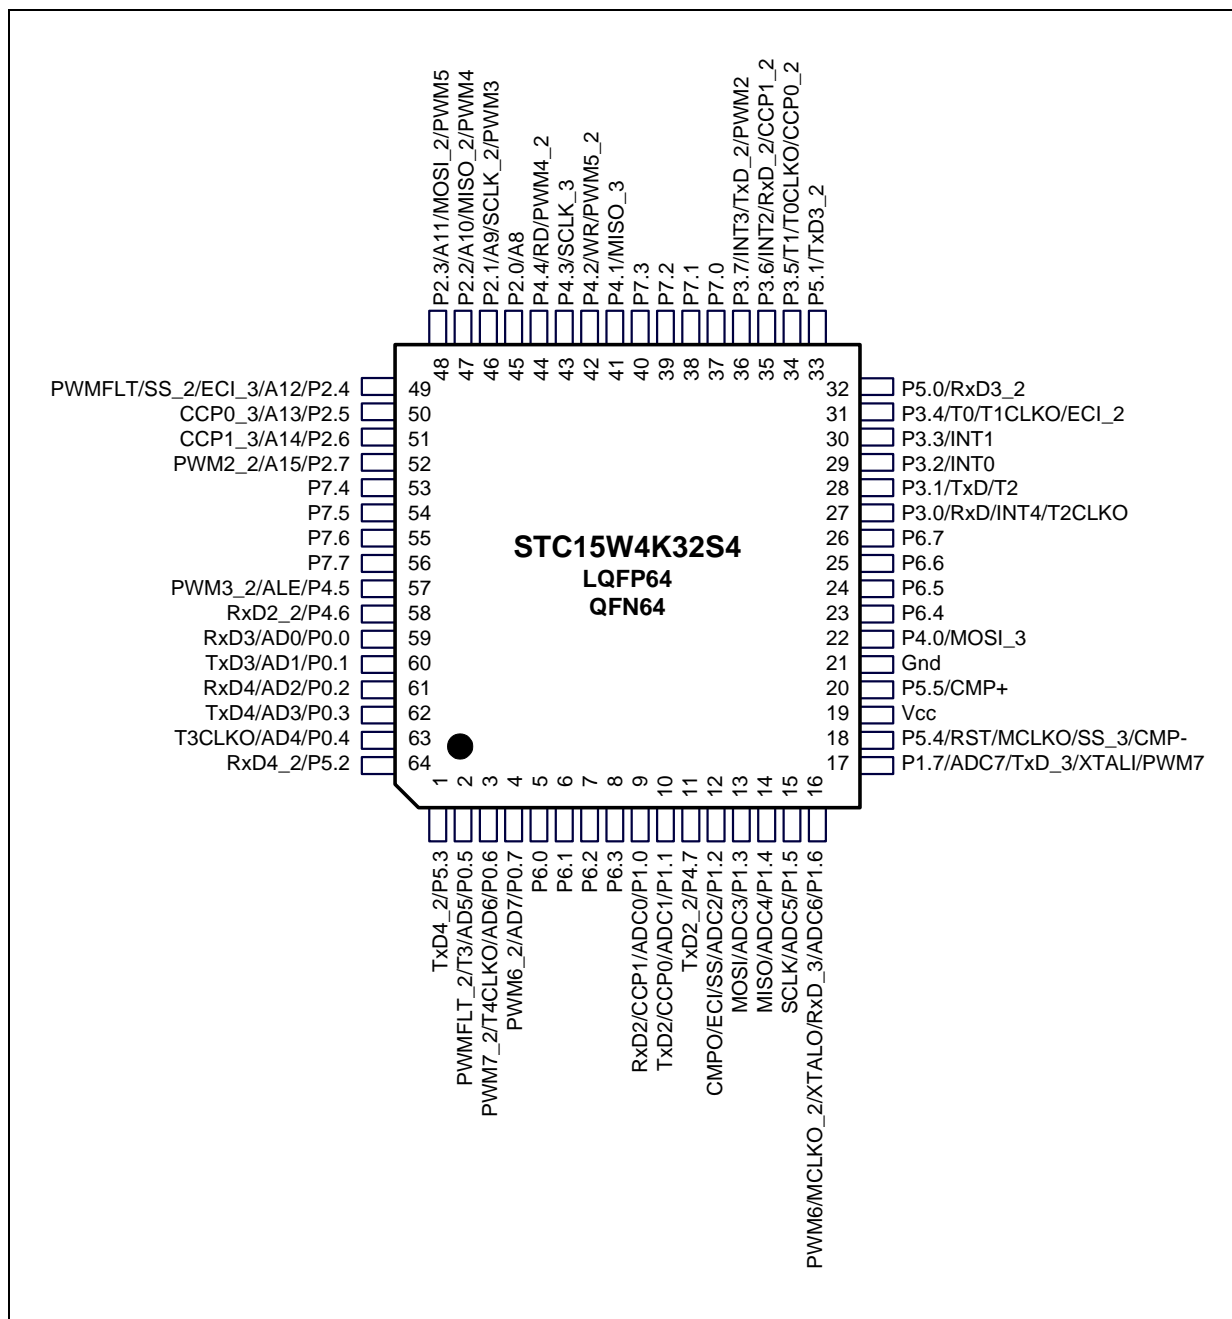 P2.3/A11/MOSI_2/PWM5
P2.2/A10/MISO_2/PWM4
P2.1/A9/SCLK_2/PWM3
P2.0/A8
P4.4/RD/PWM4_2
P4.3/SCLK_3
P4.2/WR/PWM5_2
P4.1/MISO_3
P7.3
P7.2
P7.1
P7.0
P3.7/INT3/TxD_2/PWM2
P3.6/INT2/RxD_2/CCP1_2
P3.5/T1/T0CLKO/CCP0_2
P5.1/TxD3_2
48
47
46
45
44
43
42
41
40
39
38
37
36
35
34
33
PWMFLT/SS_2/ECI_3/A12/P2.4 49
CCP0_3/A13/P2.5 50
CCP1_3/A14/P2.6 51
PWM2_2/A15/P2.7 52
P7.4 53
P7.5 54
P7.6 55
P7.7 56
PWM3_2/ALE/P4.5 57
RxD2_2/P4.6 58
RxD3/AD0/P0.0 59
TxD3/AD1/P0.1 60
RxD4/AD2/P0.2 61
TxD4/AD3/P0.3 62
T3CLKO/AD4/P0.4 63
RxD4_2/P5.2 64
STC15W4K32S4
LQFP64
QFN64
32 P5.0/RxD3_2
31 P3.4/T0/T1CLKO/ECI_2
30 P3.3/INT1
29 P3.2/INT0
28 P3.1/TxD/T2
27 P3.0/RxD/INT4/T2CLKO
26 P6.7
25 P6.6
24 P6.5
23 P6.4
22 P4.0/MOSI_3
21 Gnd
20 P5.5/CMP+
19 Vcc
18 P5.4/RST/MCLKO/SS_3/CMP-
17 P1.7/ADC7/TxD_3/XTALI/PWM7
1
2
3
4
5
6
7
8
9
10
11
12
13
14
15
16
TxD4_2/P5.3
PWMFLT_2/T3/AD5/P0.5
PWM7_2/T4CLKO/AD6/P0.6
PWM6_2/AD7/P0.7
P6.0
P6.1
P6.2
P6.3
RxD2/CCP1/ADC0/P1.0
TxD2/CCP0/ADC1/P1.1
TxD2_2/P4.7
CMPO/ECI/SS/ADC2/P1.2
MOSI/ADC3/P1.3
MISO/ADC4/P1.4
SCLK/ADC5/P1.5
PWM6/MCLKO_2/XTALO/RxD_3/ADC6/P1.6